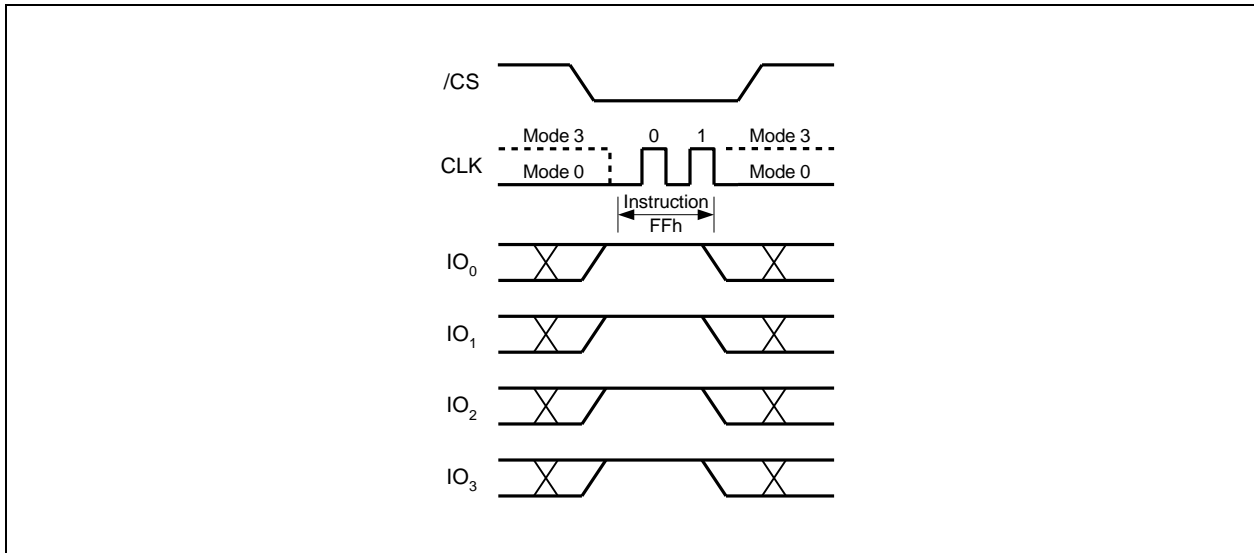 /CS
Mode 3 0 1 Mode 3
CLK
Mode 0 Mode 0
Instruction
FFh
IO0
IO1
IO2
IO3